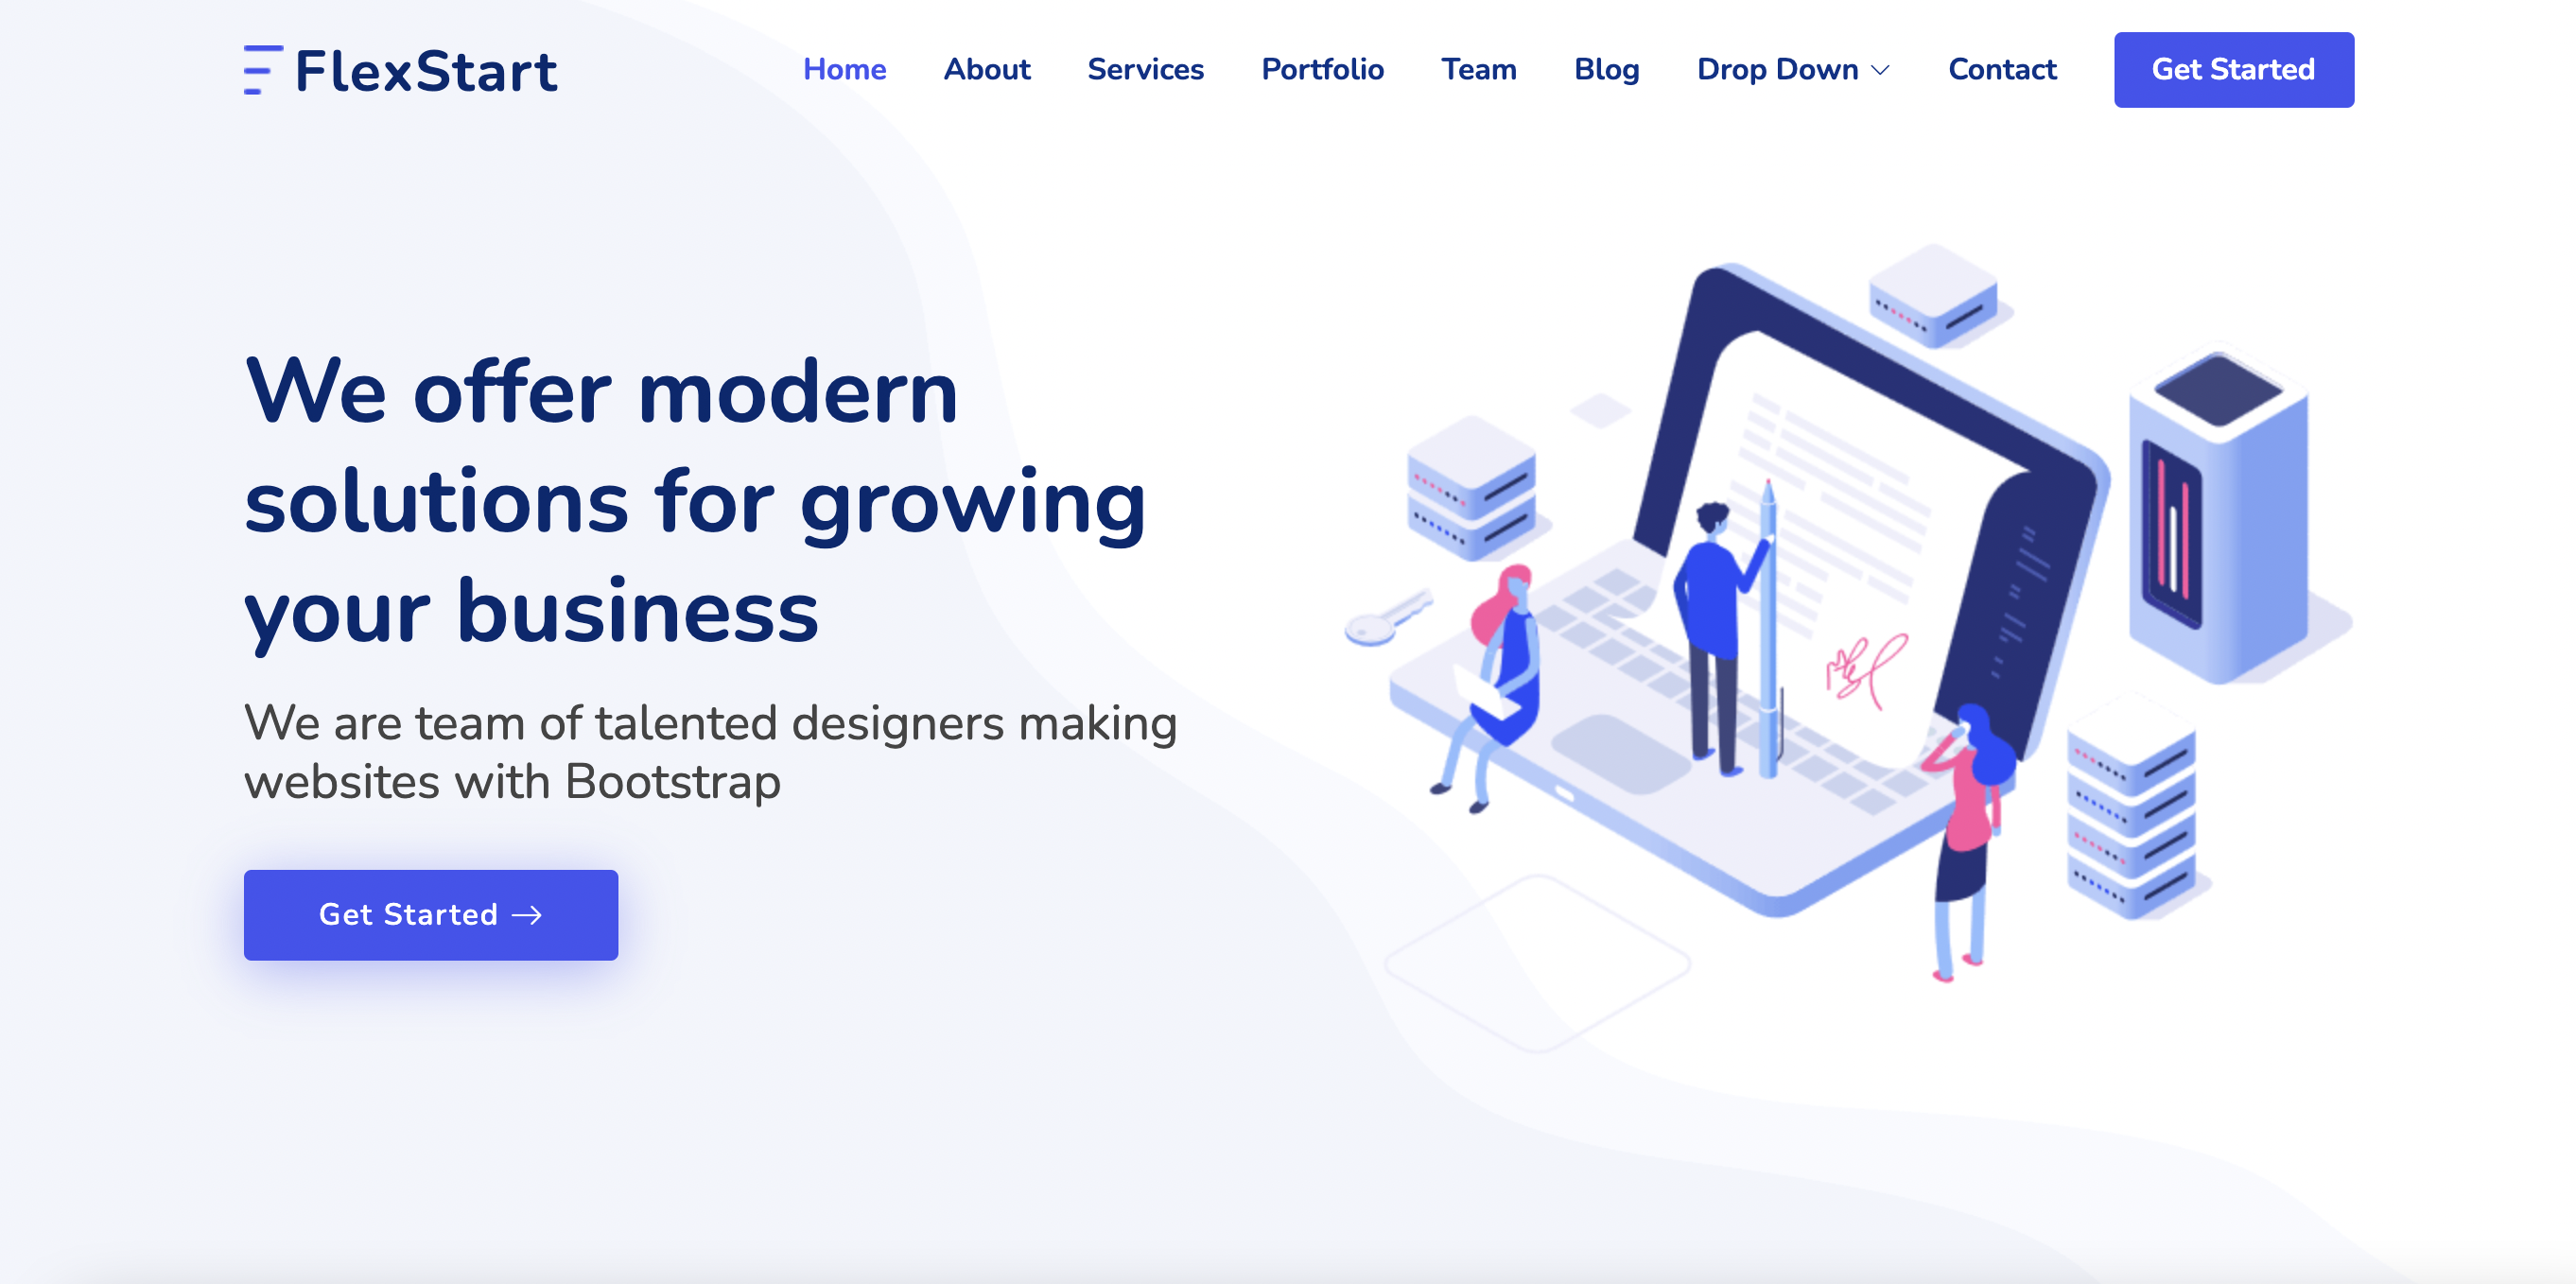 FlexStart
Home About Services Portfolio Team Blog Drop Down Contact Get Started
We offer modern
solutions for growing
your business
We are team of talented designers making
websites with Bootstrap
Get Started